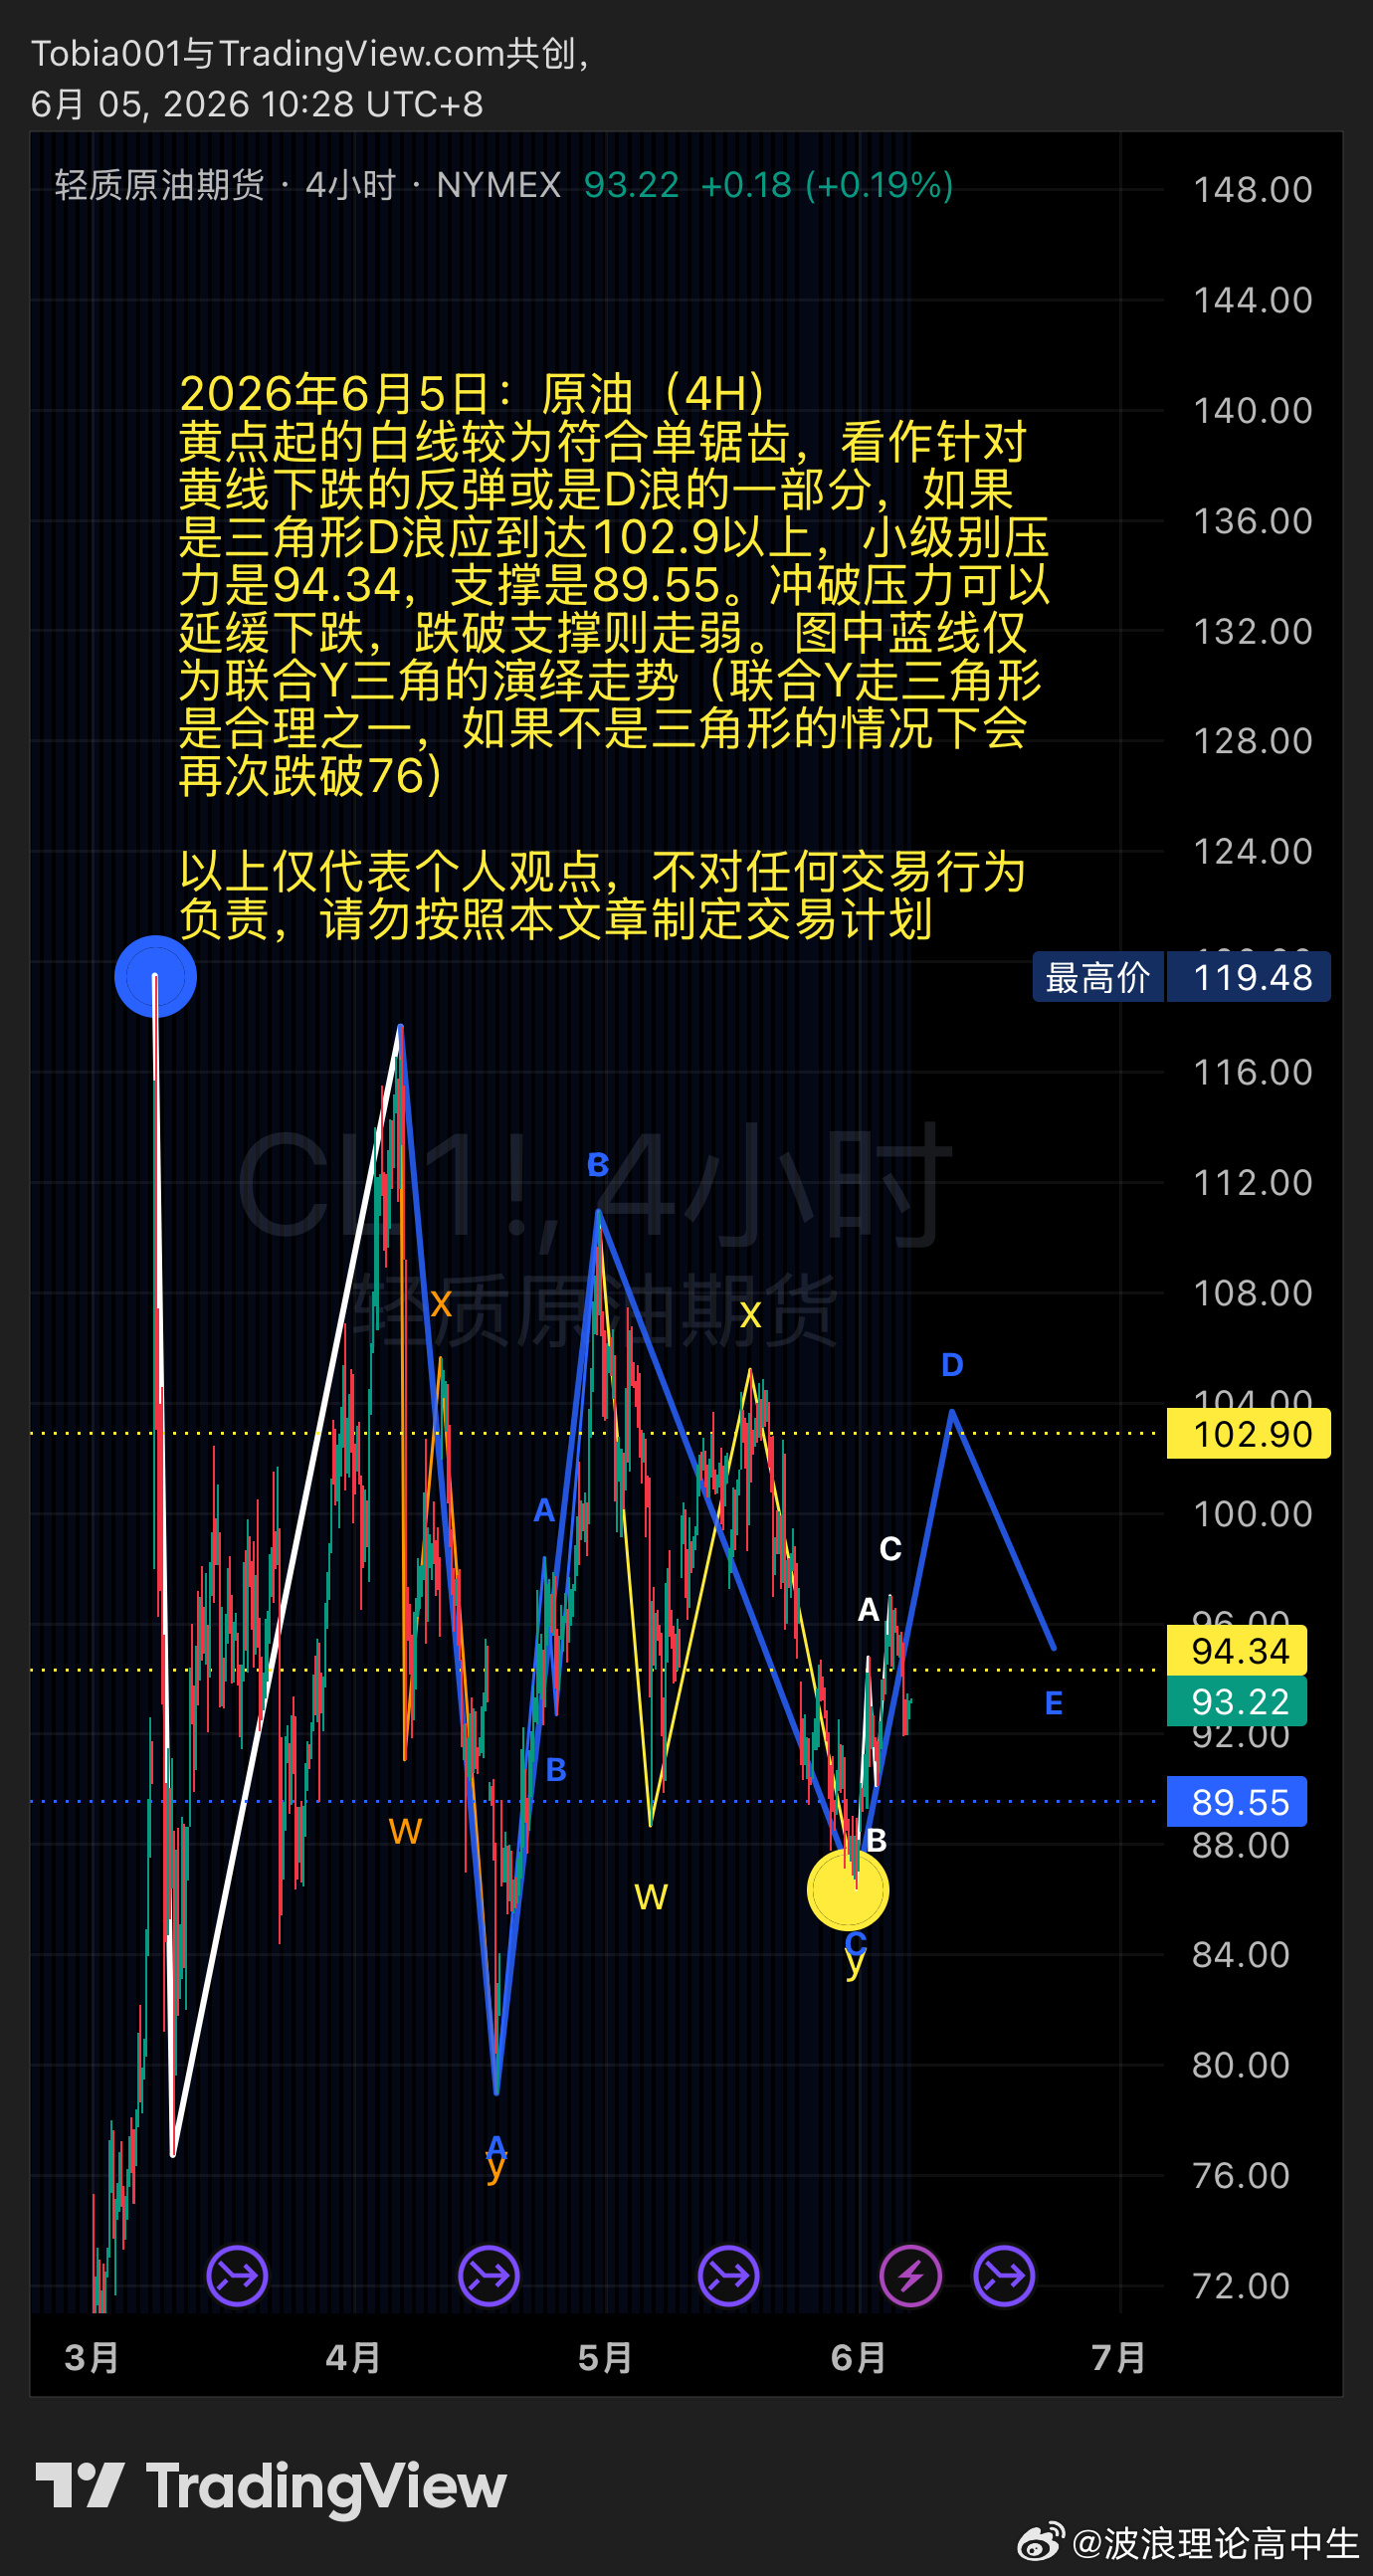 Tobia001与TradingView.com共创,
6月 05, 2026 10:28 UTC+8
轻质原油期货 · 4小时 · NYMEX 93.22 +0.18 (+0.19%)
148.00
144.00
2026年6月5日：原油（4H）
黄点起的白线较为符合单锯齿，看作针对
黄线下跌的反弹或是D浪的一部分，如果
是三角形D浪应到达102.9以上，小级别压
力是94.34，支撑是89.55。冲破压力可以
延缓下跌，跌破支撑则走弱。图中蓝线仅
为联合Y三角的演绎走势（联合Y走三角形
是合理之一，如果不是三角形的情况下会
再次跌破76）
以上仅代表个人观点，不对任何交易行为
负责，请勿按照本文章制定交易计划
140.00
136.00
132.00
128.00
124.00
最高价 119.48
116.00
CL1!, 4小时
轻质原油期货
112.00
B
108.00
X
X
D
104.00
102.90
A
100.00
C
A
96.00
94.34
93.22
E
92.00
B
89.55
W
B
88.00
W
C
y
84.00
80.00
A
y
76.00
72.00
3月 4月 5月 6月 7月
TradingView
@波浪理论高中生